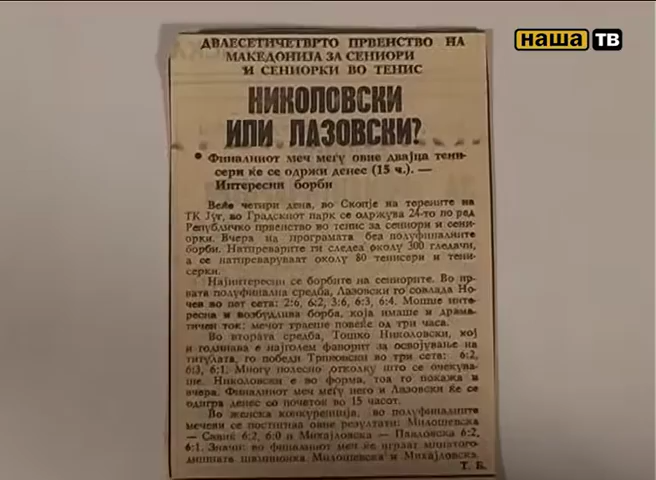 наша ТВ
ДВАЕСЕТИЧЕТВРТО ПРВЕНСТВО НА
МАКЕДОНИЈА ЗА СЕНИОРИ
И СЕНИОРКИ ВО ТЕНИС
НИКОЛОВСКИ
ИЛИ ЛАЗОВСКИ?
• Финалниот меч меѓу овие двајца тени-
сери ќе се одржи денес (15 ч.). —
Интересни борби
Веќе четири дена, во Скопје на терените на
ТК Југ, во Градскиот парк се одржува 24-то по ред
Републичко првенство во тенис за сениори и сени-
орки. Вчера на програмата беа полуфиналните
борби. Натпреварите ги следеа околу 300 гледачи,
а се натпреваруваат околу 80 тенисери и тени-
серки.
Најинтересни се борбите на сениорите. Во пр-
вата полуфинална средба, Лазовски го совлада Но-
чев во пет сета: 2:6, 6:2, 3:6, 6:3, 6:4. Мошне инте-
ресна и возбудлива борба, која имаше и драма-
тичен ток: мечот траеше повеќе од три часа.
Во втората средба, Тошко Николовски, кој
и годинава е најголем фаворит за освојување на
титулата, го победи Трпковски во три сета: 6:2,
6:3, 6:1. Многу полесно отколку што се очекува-
ше. Николовски е во форма, тоа го покажа и
вчера. Финалниот меч меѓу него и Лазовски ќе се
одигра денес со почеток во 15 часот.
Во женска конкуренција, во полуфиналните
мечеви се постигнаа овие резултати: Милошевска
— Савиќ 6:2, 6:0 и Михајловска — Павловска 6:2,
6:1. Значи: во финалниот меч ќе играат минатого-
дишната шампионка Милошевска и Михајловска.
Т. Б.